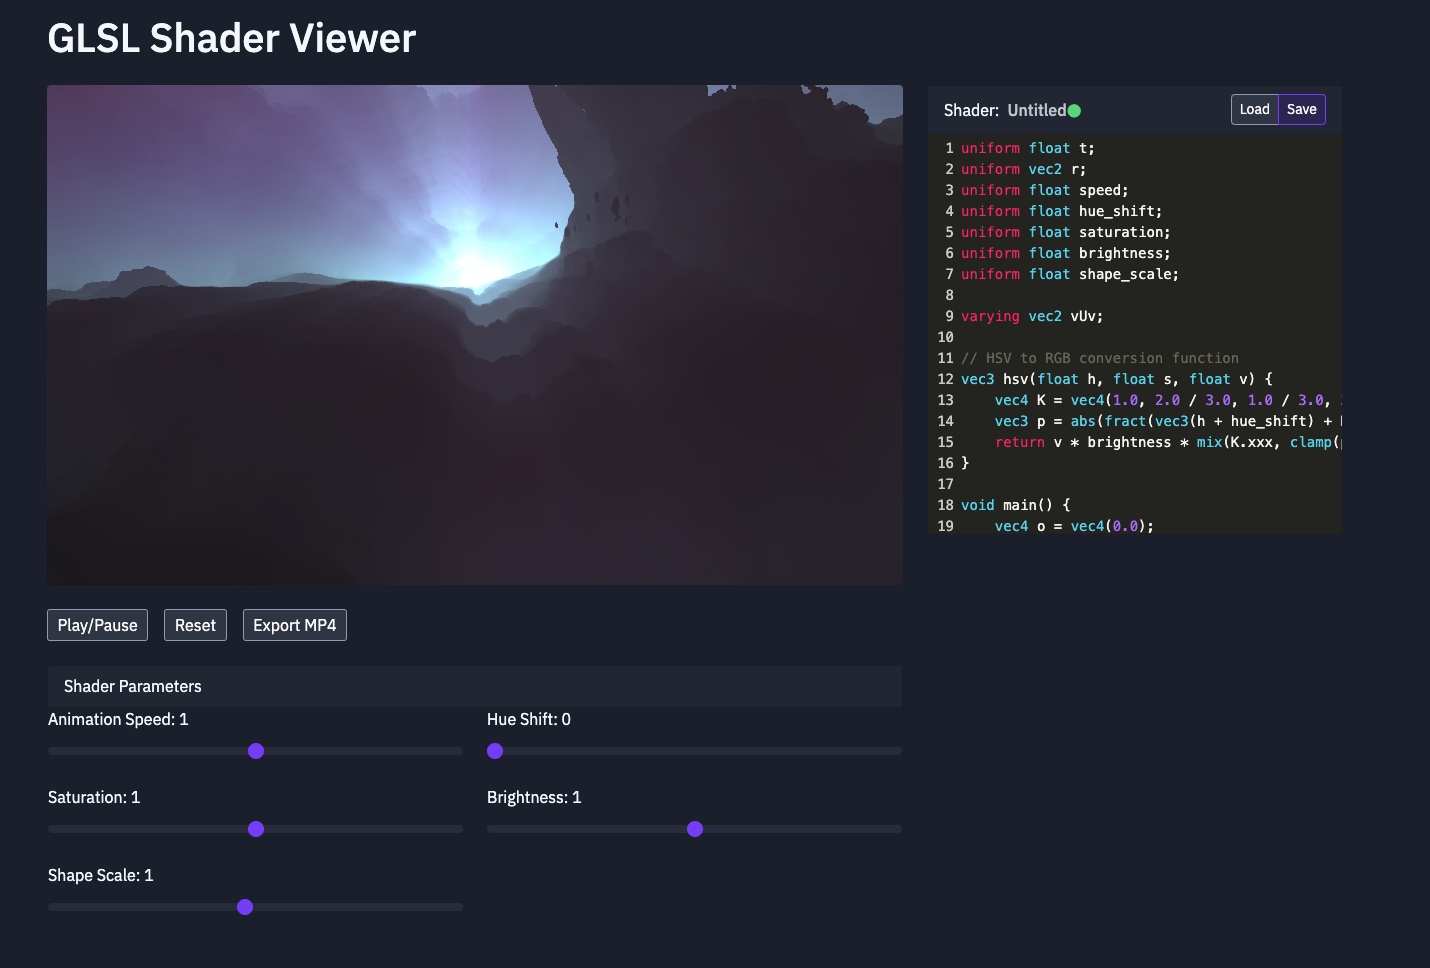 GLSL Shader Viewer
Shader: Untitled
Load Save
1 uniform float t;
2 uniform vec2 r;
3 uniform float speed;
4 uniform float hue_shift;
5 uniform float saturation;
6 uniform float brightness;
7 uniform float shape_scale;
8
9 varying vec2 vUv;
10
11 // HSV to RGB conversion function
12 vec3 hsv(float h, float s, float v) {
13     vec4 K = vec4(1.0, 2.0 / 3.0, 1.0 / 3.0,
14     vec3 p = abs(fract(vec3(h + hue_shift) +
15     return v * brightness * mix(K.xxx, clamp(
16 }
17
18 void main() {
19     vec4 o = vec4(0.0);
Play/Pause Reset Export MP4
Shader Parameters
Animation Speed: 1
Hue Shift: 0
Saturation: 1
Brightness: 1
Shape Scale: 1